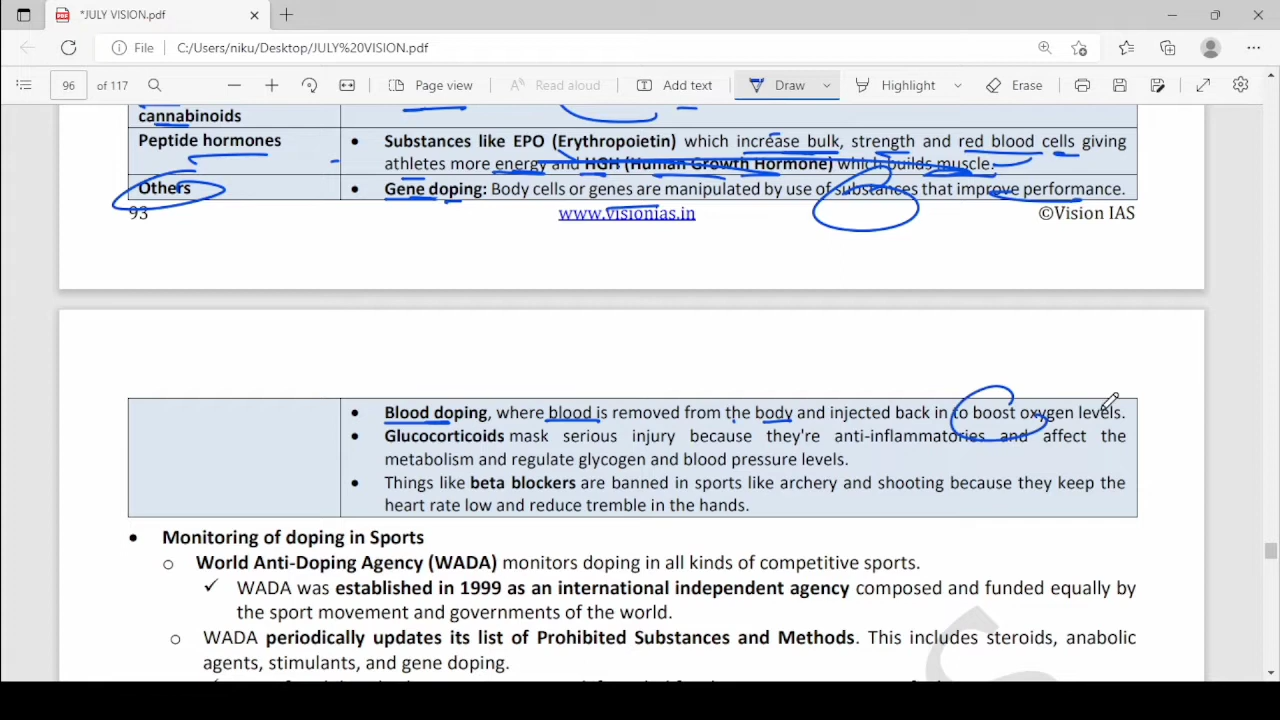 *JULY VISION.pdf
File
C:/Users/niku/Desktop/JULY%20VISION.pdf
96 of 117
Page view
Read aloud
Add text
Draw
Highlight
Erase
cannabinoids
Peptide hormones
• Substances like EPO (Erythropoietin) which increase bulk, strength and red blood cells giving
athletes more energy and HGH (Human Growth Hormone) which builds muscle.
Others
• Gene doping: Body cells or genes are manipulated by use of substances that improve performance.
93
www.visionias.in
©Vision IAS
• Blood doping, where blood is removed from the body and injected back in to boost oxygen levels.
• Glucocorticoids mask serious injury because they're anti-inflammatories and affect the
metabolism and regulate glycogen and blood pressure levels.
• Things like beta blockers are banned in sports like archery and shooting because they keep the
heart rate low and reduce tremble in the hands.
• Monitoring of doping in Sports
o World Anti-Doping Agency (WADA) monitors doping in all kinds of competitive sports.
✓ WADA was established in 1999 as an international independent agency composed and funded equally by
the sport movement and governments of the world.
o WADA periodically updates its list of Prohibited Substances and Methods. This includes steroids, anabolic
agents, stimulants, and gene doping.